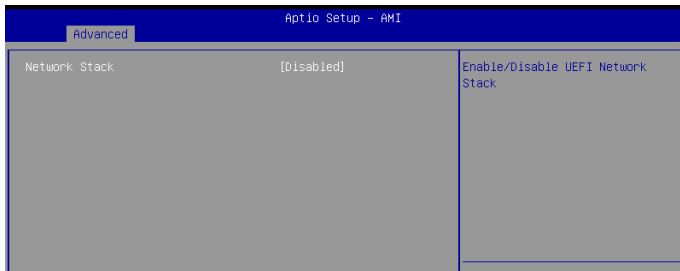 Aptio Setup – AMI
Advanced
Network Stack [Disabled]
Enable/Disable UEFI Network
Stack